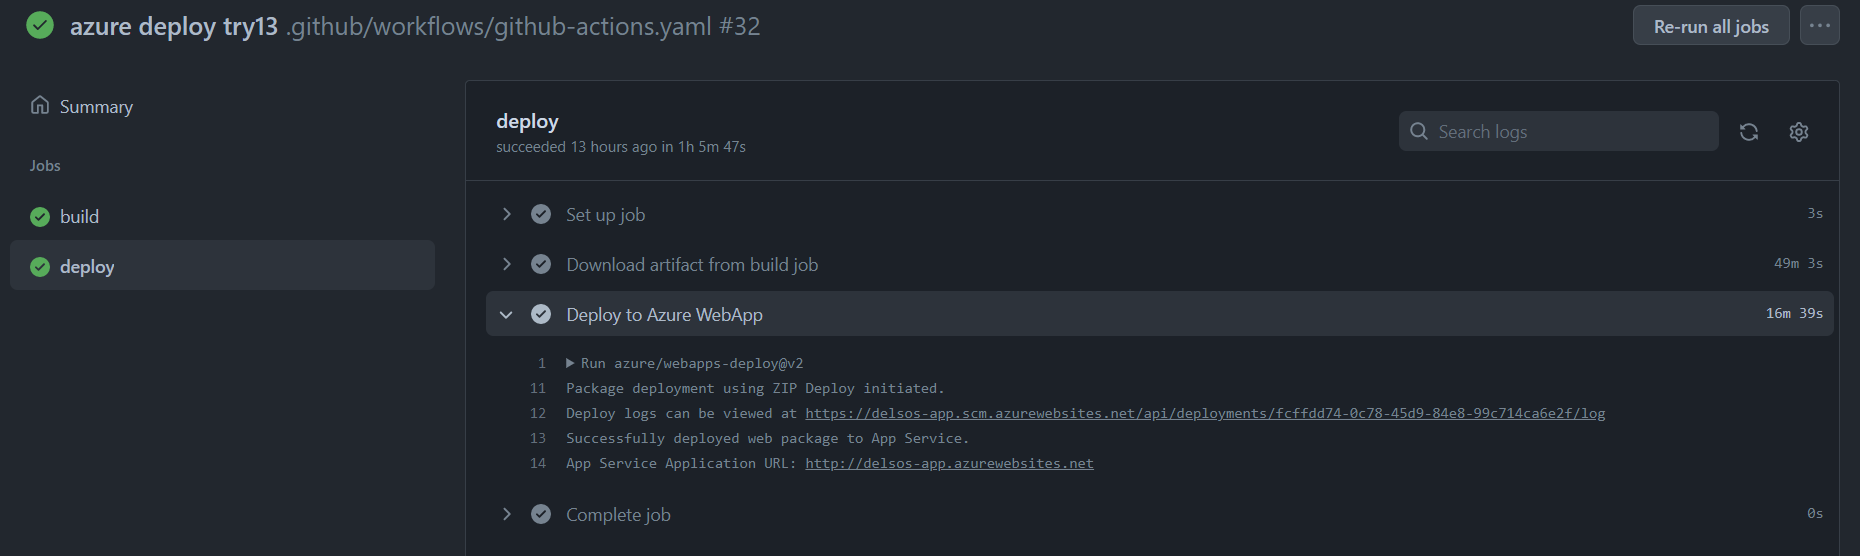 azure deploy try13 .github/workflows/github-actions.yaml #32
Re-run all jobs
Summary
Jobs
build
deploy
deploy
succeeded 13 hours ago in 1h 5m 47s
Search logs
Set up job 3s
Download artifact from build job 49m 3s
Deploy to Azure WebApp 16m 39s
1 Run azure/webapps-deploy@v2
11 Package deployment using ZIP Deploy initiated.
12 Deploy logs can be viewed at https://delsos-app.scm.azurewebsites.net/api/deployments/fcffdd74-0c78-45d9-84e8-99c714ca6e2f/log
13 Successfully deployed web package to App Service.
14 App Service Application URL: http://delsos-app.azurewebsites.net
Complete job 0s